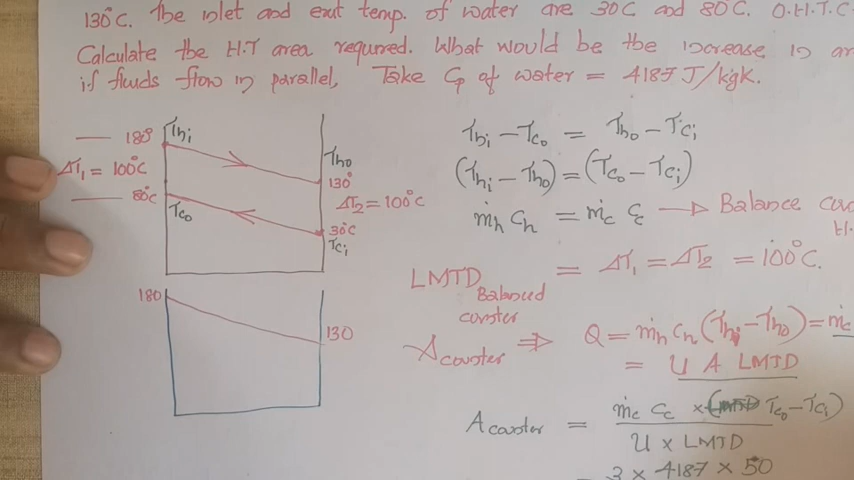 130°C. The inlet and exit temp. of water are 30C and 80°C. O.H.T.C
Calculate the H.T area required. What would be the increase in ar
if fluids flow in parallel, Take Cp of water = 4187 J/kgK.
180° Thi
ΔT1 = 100°C
80°C
Tco
Tho
130°
ΔT2 = 100°C
30°C
Tci
Thi - Tco = Tho - Tci
(Thi - Tho) = (Tco - Tci)
ṁh Ch = ṁc Cc → Balance cou
H.
LMTD Balanced counter = ΔT1 = ΔT2 = 100°C.
180
130
Acounter ⇒ Q = ṁh Ch (Thi - Tho) = ṁc
= U A LMTD
Acounter = ṁc Cc × (Tco - Tci) / U × LMTD
= 3 × 4187 × 50